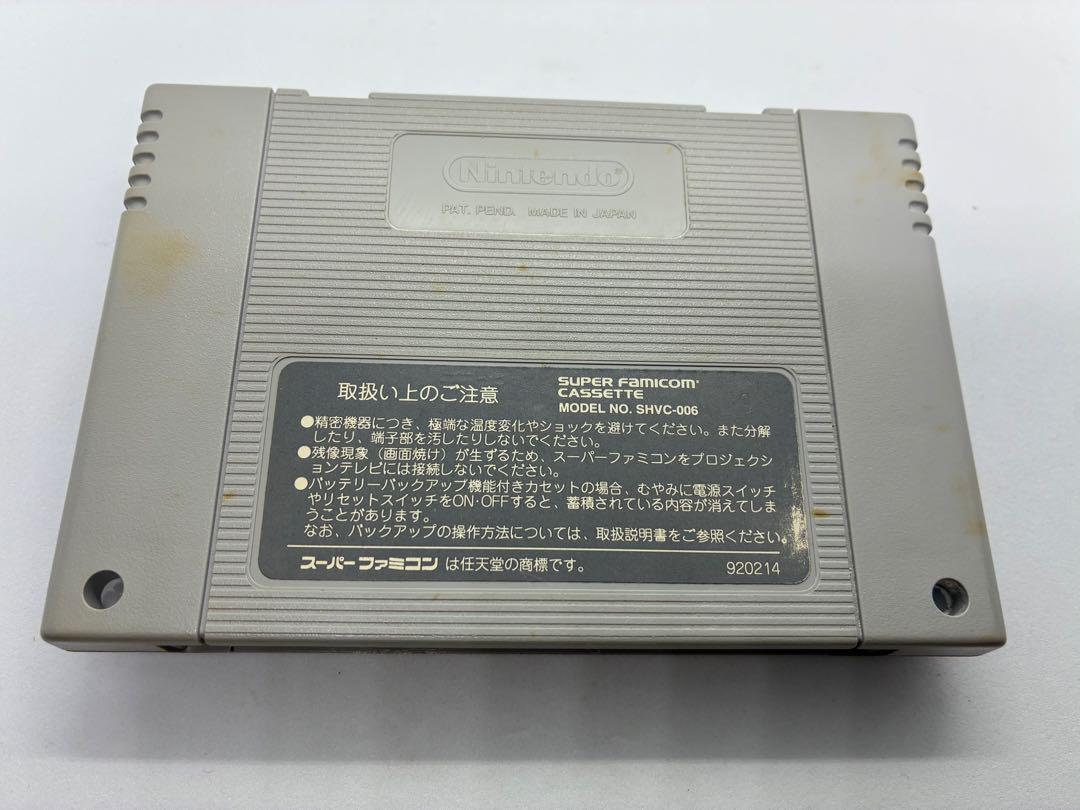 Nintendo
PAT. PEND. MADE IN JAPAN
取扱い上のご注意
SUPER FAMICOM
CASSETTE
MODEL NO. SHVC-006
●精密機器につき、極端な温度変化やショックを避けてください。また分解
したり、端子部を汚したりしないでください。
●残像現象（画面焼け）が生ずるため、スーパーファミコンをプロジェクシ
ョンテレビには接続しないでください。
●バッテリーバックアップ機能付きカセットの場合、むやみに電源スイッチ
やリセットスイッチをON・OFFすると、蓄積されている内容が消えてしま
うことがあります。
なお、バックアップの操作方法については、取扱説明書をご参照ください。
スーパーファミコン は任天堂の商標です。
920214